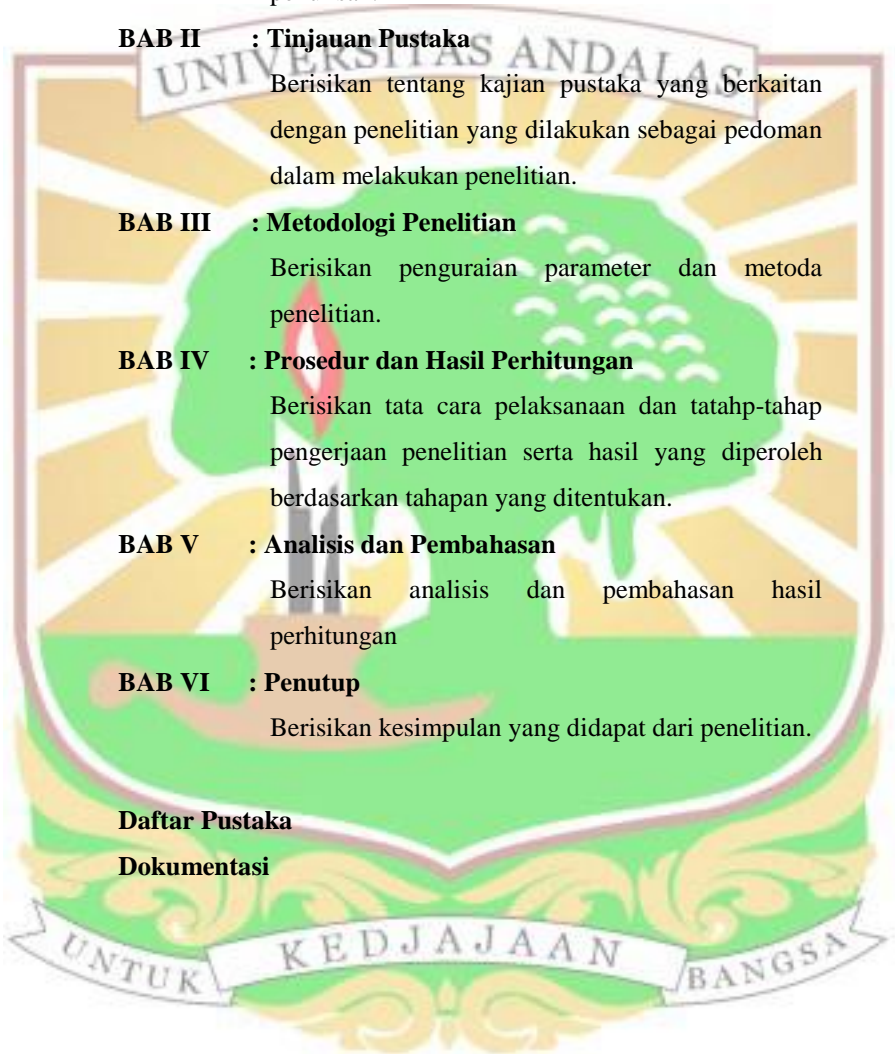 BAB II : Tinjauan Pustaka
UNIVERSITAS ANDALAS
Berisikan tentang kajian pustaka yang berkaitan
dengan penelitian yang dilakukan sebagai pedoman
dalam melakukan penelitian.
BAB III : Metodologi Penelitian
Berisikan penguraian parameter dan metoda
penelitian.
BAB IV : Prosedur dan Hasil Perhitungan
Berisikan tata cara pelaksanaan dan tatahp-tahap
pengerjaan penelitian serta hasil yang diperoleh
berdasarkan tahapan yang ditentukan.
BAB V : Analisis dan Pembahasan
Berisikan analisis dan pembahasan hasil
perhitungan
BAB VI : Penutup
Berisikan kesimpulan yang didapat dari penelitian.
Daftar Pustaka
Dokumentasi
UNTUK KEDJAJAAN BANGSA